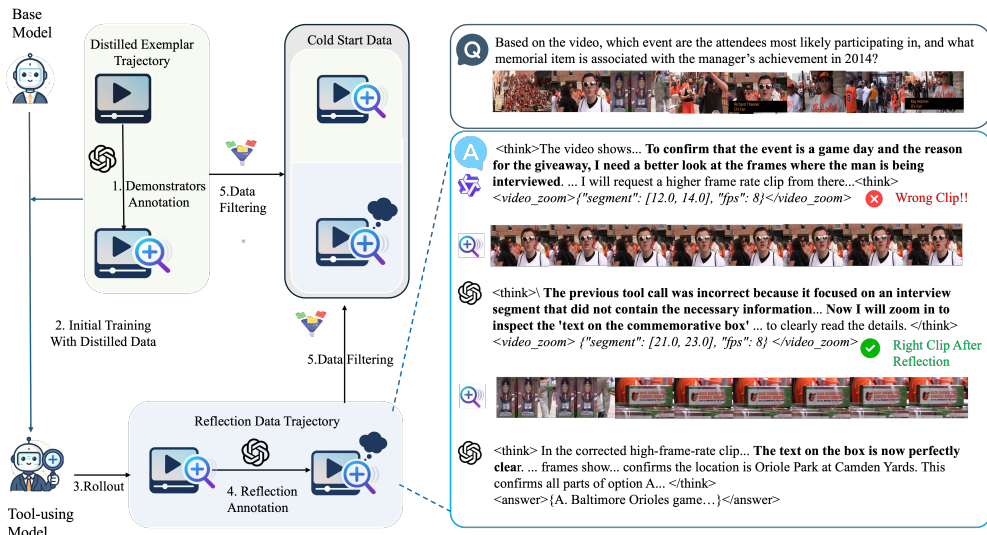 Base
Model
Distilled Exemplar
Trajectory
1. Demonstrators
Annotation
5.Data
Filtering
Cold Start Data
2. Initial Training
With Distilled Data
5.Data Filtering
Reflection Data Trajectory
4. Reflection
Annotation
3.Rollout
Tool-using
Model
Q
Based on the video, which event are the attendees most likely participating in, and what
memorial item is associated with the manager's achievement in 2014?
A
<think>The video shows... To confirm that the event is a game day and the reason
for the giveaway, I need a better look at the frames where the man is being
interviewed. ... I will request a higher frame rate clip from there...<think>
<video_zoom>{"segment": [12.0, 14.0], "fps": 8}</video_zoom>
Wrong Clip!!
<think>\ The previous tool call was incorrect because it focused on an interview
segment that did not contain the necessary information... Now I will zoom in to
inspect the 'text on the commemorative box' ... to clearly read the details. </think>
<video_zoom> {"segment": [21.0, 23.0], "fps": 8} </video_zoom>
Right Clip After
Reflection
<think> In the corrected high-frame-rate clip... The text on the box is now perfectly
clear. ... frames show... confirms the location is Oriole Park at Camden Yards. This
confirms all parts of option A... </think>
<answer>{A. Baltimore Orioles game…}</answer>